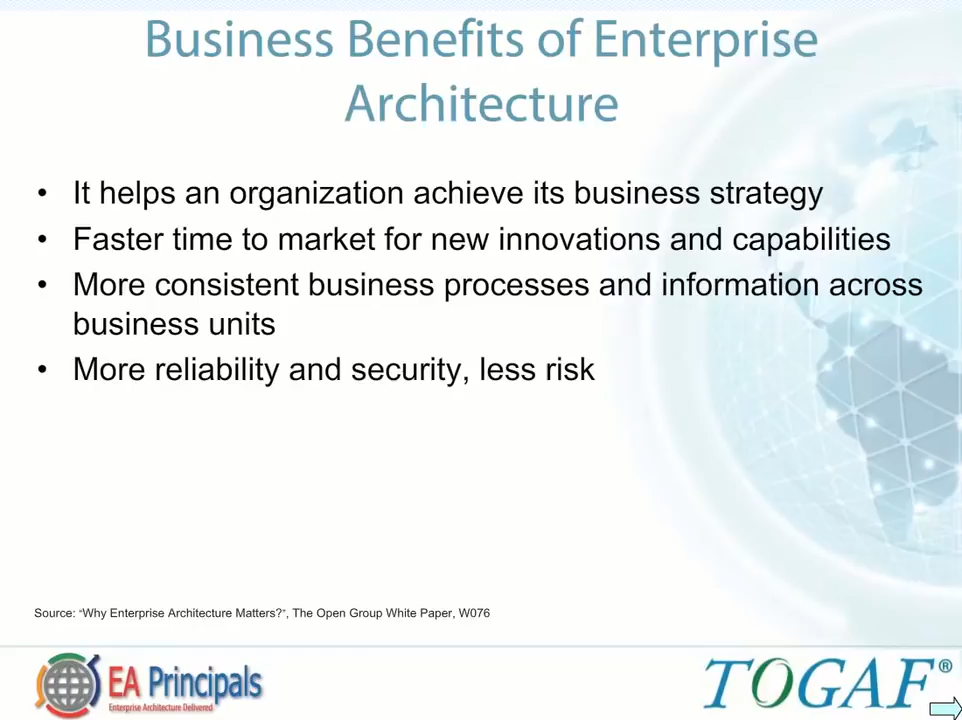 Business Benefits of Enterprise
Architecture
• It helps an organization achieve its business strategy
• Faster time to market for new innovations and capabilities
• More consistent business processes and information across
business units
• More reliability and security, less risk
Source: “Why Enterprise Architecture Matters?”, The Open Group White Paper, W076
EA Principals
Enterprise Architecture Delivered
TOGAF®